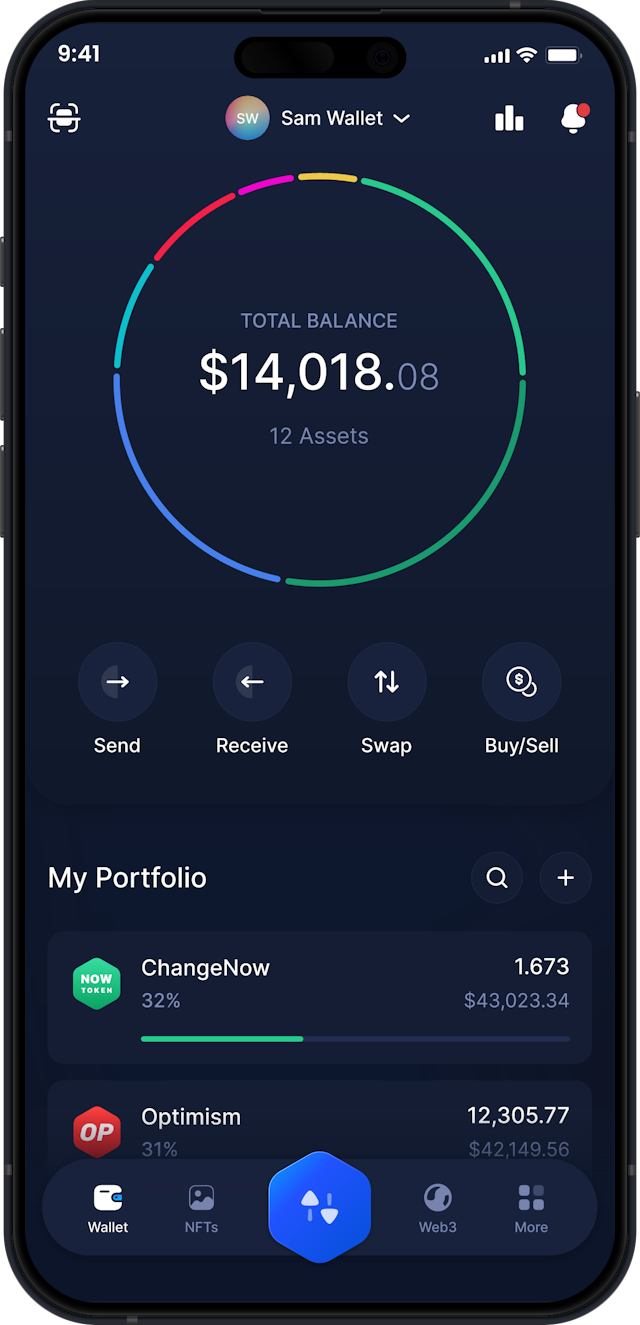 9:41
SW Sam Wallet
TOTAL BALANCE
$14,018.08
12 Assets
Send Receive Swap Buy/Sell
My Portfolio
NOW TOKEN
ChangeNow 1.673
32% $43,023.34
OP
Optimism 12,305.77
31% $42,149.56
Wallet NFTs Web3 More